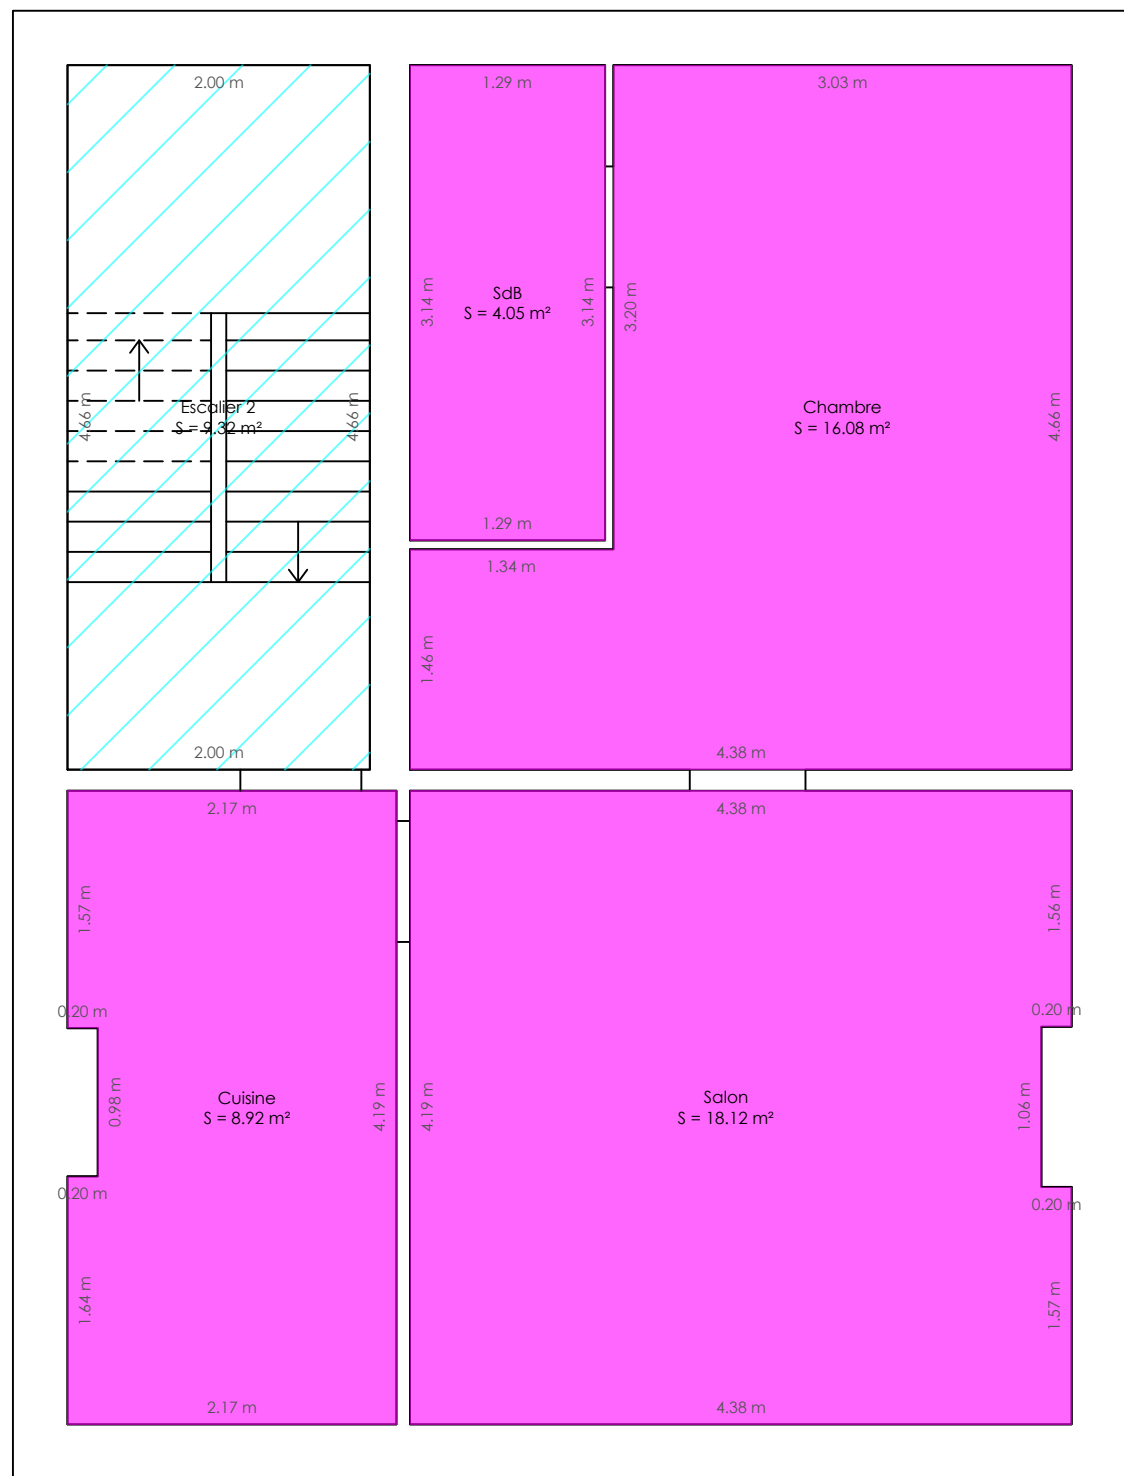 2.00 m
1.29 m
3.03 m
4.66 m
Escalier 2
S = 9.32 m²
4.66 m
2.00 m
3.14 m
SdB
S = 4.05 m²
3.14 m
1.29 m
3.20 m
Chambre
S = 16.08 m²
4.66 m
1.34 m
1.46 m
4.38 m
2.17 m
1.57 m
0.20 m
0.98 m
Cuisine
S = 8.92 m²
4.19 m
0.20 m
1.64 m
2.17 m
4.38 m
4.19 m
Salon
S = 18.12 m²
1.56 m
0.20 m
1.06 m
0.20 m
1.57 m
4.38 m